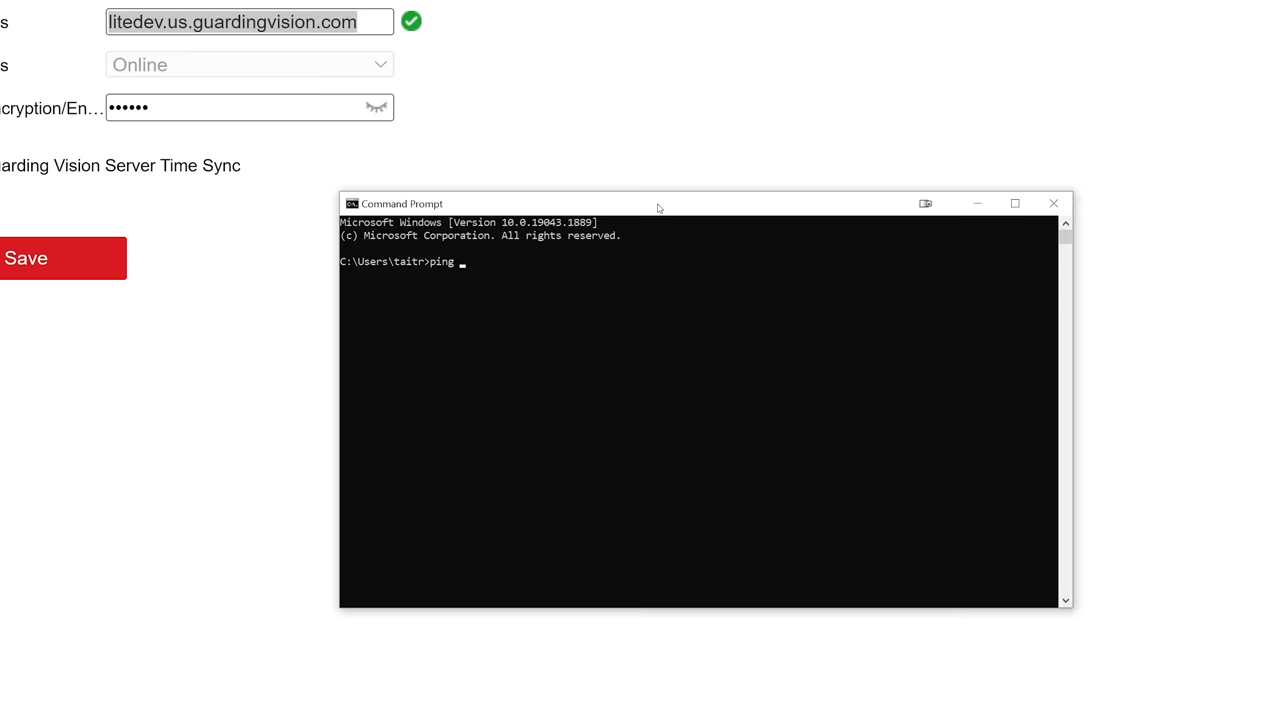 s
litedev.us.guardingvision.com
s
Online
cryption/En…
••••••
arding Vision Server Time Sync
Save
Command Prompt
Microsoft Windows [Version 10.0.19043.1889]
(c) Microsoft Corporation. All rights reserved.
C:\Users\taitr>ping _